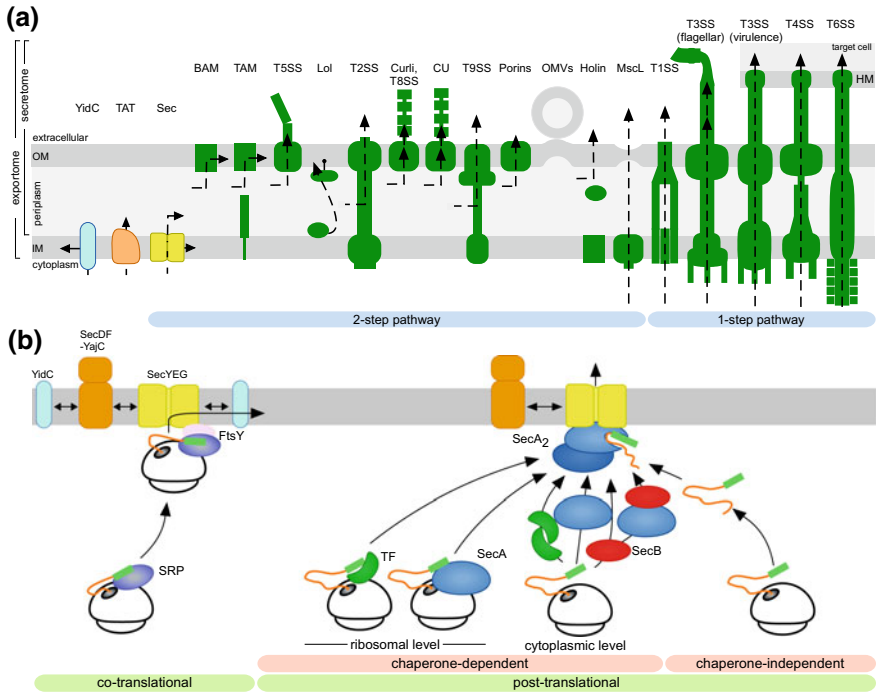 (a)
T3SS
(flagellar)
T3SS
(virulence)
T4SS
T6SS
target cell
HM
BAM
TAM
T5SS
Lol
T2SS
Curli,
T8SS
CU
T9SS
Porins
OMVs
Holin
MscL
T1SS
YidC
TAT
Sec
secretome
exportome
extracellular
OM
periplasm
IM
cytoplasm
2-step pathway
1-step pathway
(b)
SecDF
-YajC
YidC
SecYEG
FtsY
SecA2
SRP
TF
SecA
SecB
ribosomal level
cytoplasmic level
chaperone-dependent
chaperone-independent
co-translational
post-translational